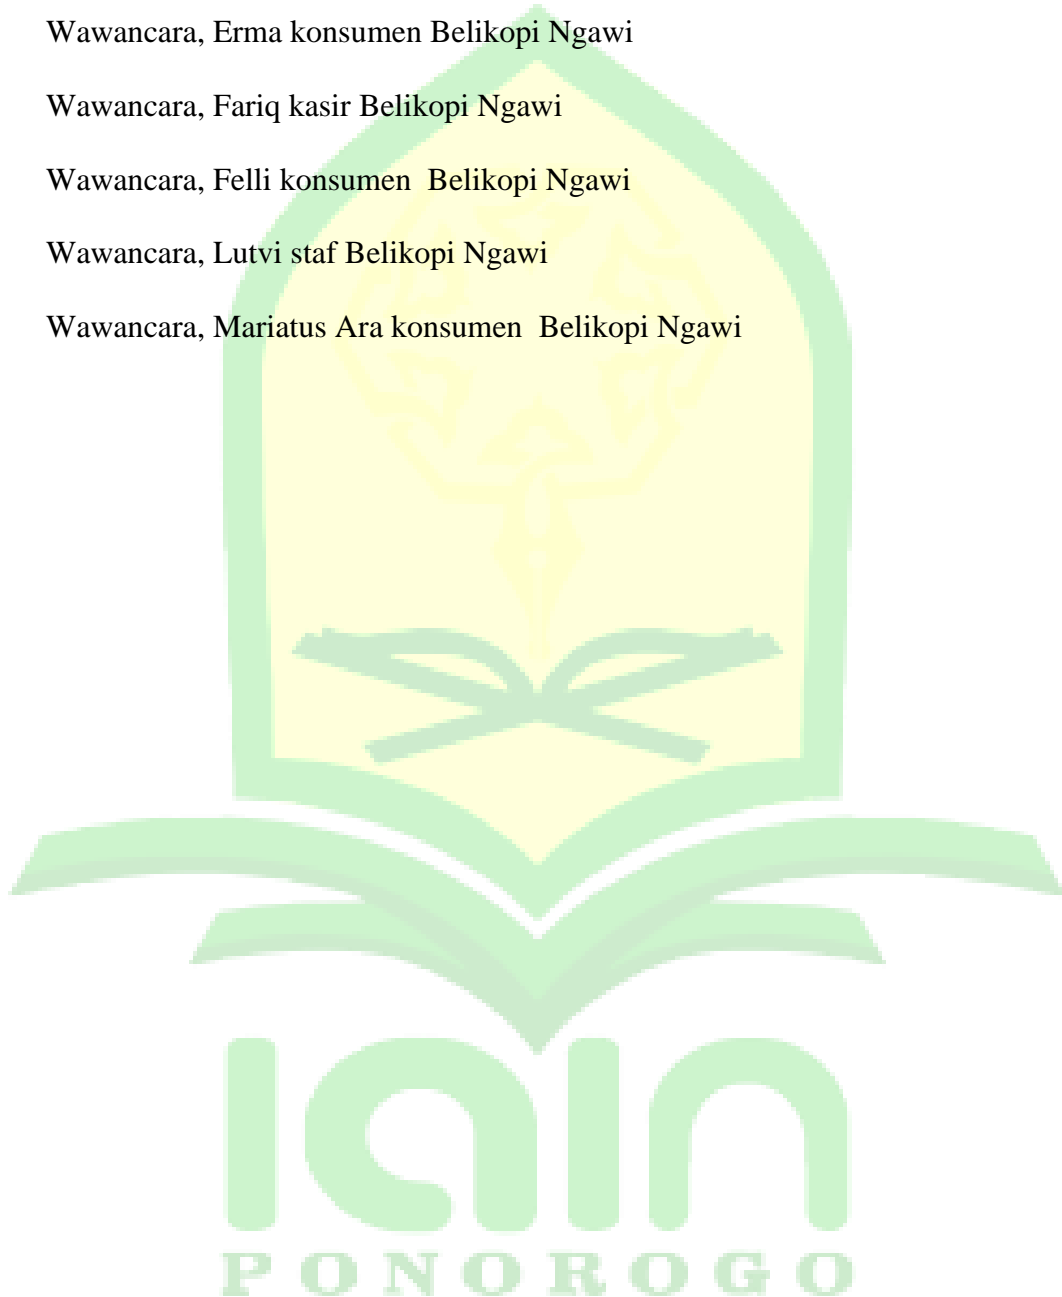 Wawancara, Erma konsumen Belikopi Ngawi
Wawancara, Fariq kasir Belikopi Ngawi
Wawancara, Felli konsumen  Belikopi Ngawi
Wawancara, Lutvi staf Belikopi Ngawi
Wawancara, Mariatus Ara konsumen  Belikopi Ngawi
iain
PONOROGO